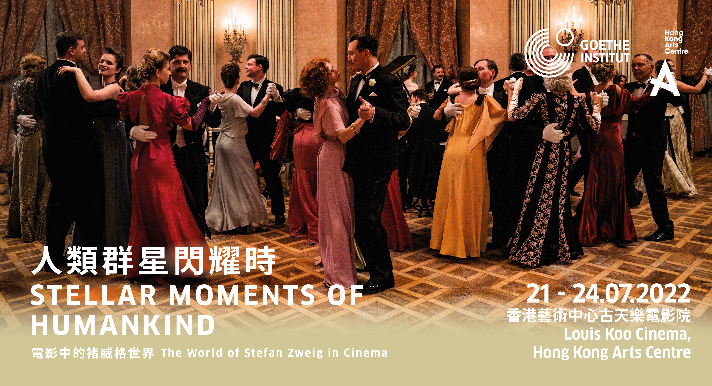 GOETHE
INSTITUT
Hong
Kong
Arts
Centre
人類群星閃耀時
STELLAR MOMENTS OF
HUMANKIND
電影中的褚威格世界 The World of Stefan Zweig in Cinema
21 - 24.07.2022
香港藝術中心古天樂電影院
Louis Koo Cinema,
Hong Kong Arts Centre